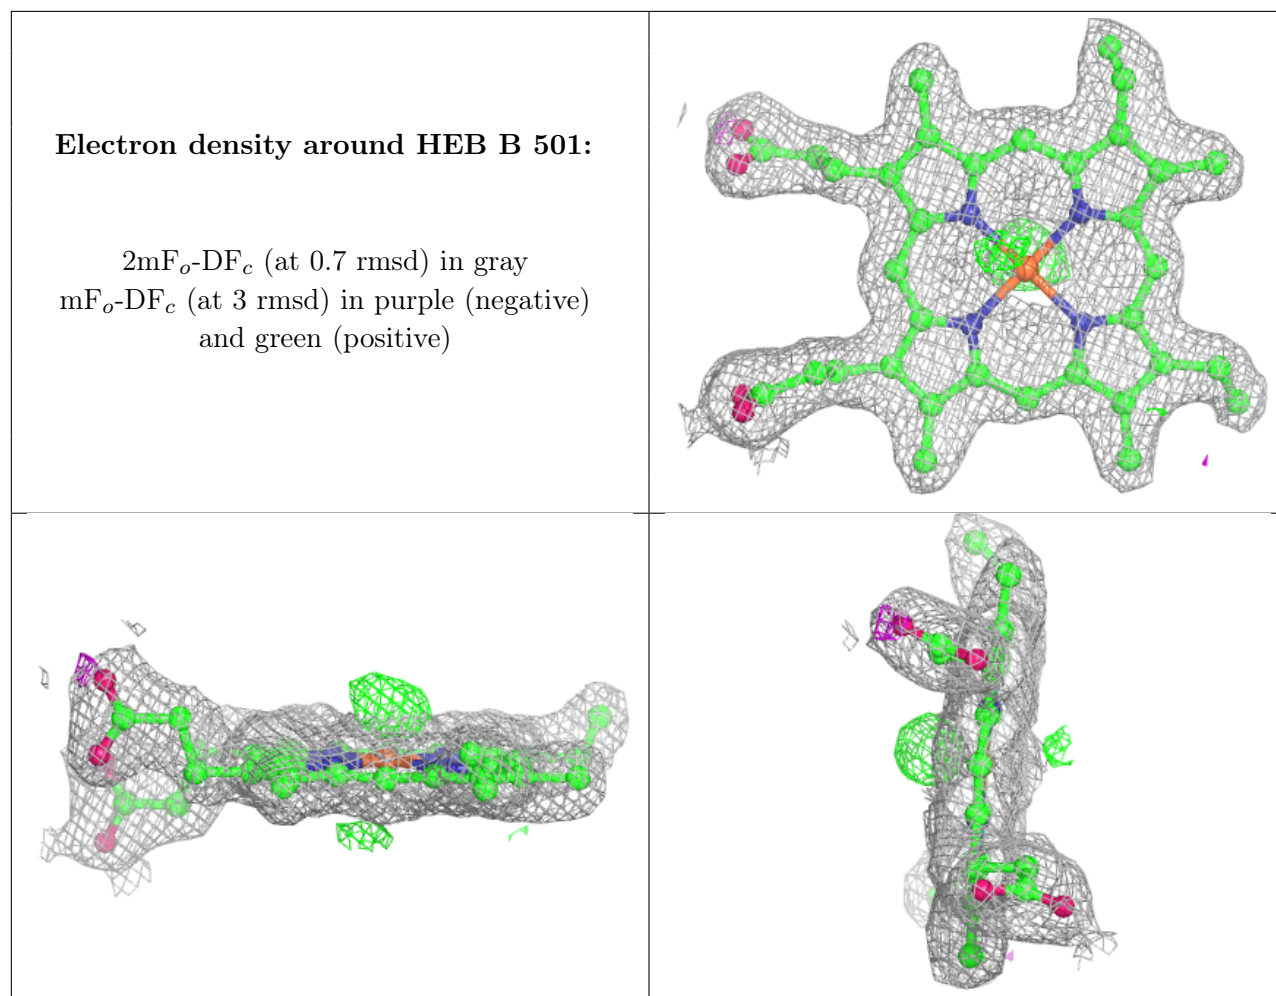 Electron density around HEB B 501:
2mFo-DFc (at 0.7 rmsd) in gray
mFo-DFc (at 3 rmsd) in purple (negative)
and green (positive)